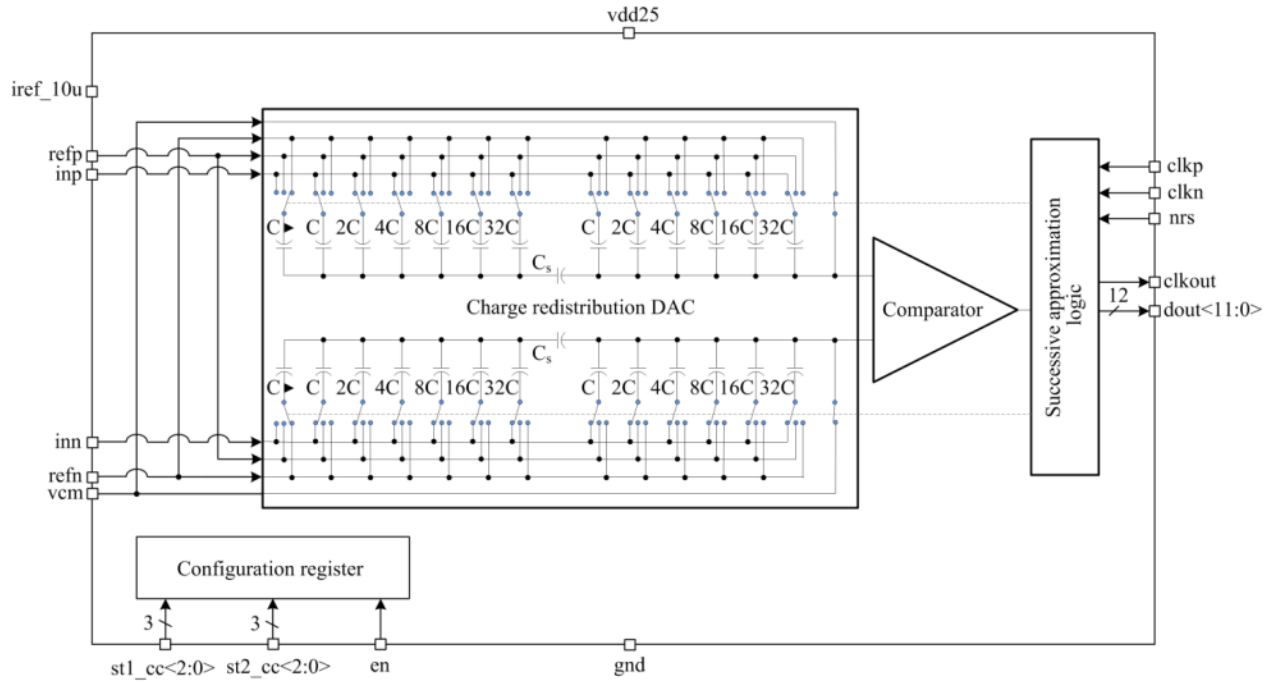 vdd25
iref_10u
refp
inp
clkp
clkn
nrs
C C 2C 4C 8C 16C 32C C 2C 4C 8C 16C 32C
Cs
clkout
12
dout<11:0>
Charge redistribution DAC
Comparator
Successive approximation
logic
Cs
C C 2C 4C 8C 16C 32C C 2C 4C 8C 16C 32C
inn
refn
vcm
Configuration register
3
3
st1_cc<2:0>
st2_cc<2:0>
en
gnd